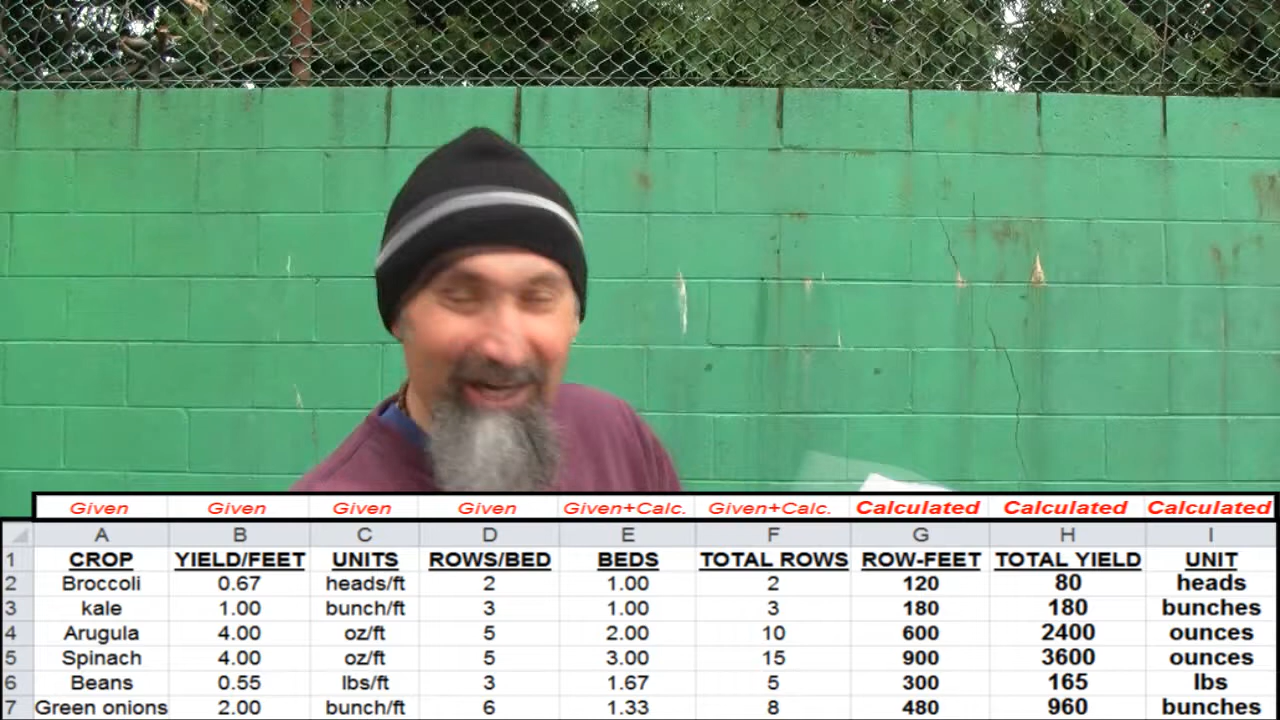 Given Given Given Given Given+Calc. Given+Calc. Calculated Calculated Calculated
A B C D E F G H I
1 CROP YIELD/FEET UNITS ROWS/BED BEDS TOTAL ROWS ROW-FEET TOTAL YIELD UNIT
2 Broccoli 0.67 heads/ft 2 1.00 2 120 80 heads
3 kale 1.00 bunch/ft 3 1.00 3 180 180 bunches
4 Arugula 4.00 oz/ft 5 2.00 10 600 2400 ounces
5 Spinach 4.00 oz/ft 5 3.00 15 900 3600 ounces
6 Beans 0.55 lbs/ft 3 1.67 5 300 165 lbs
7 Green onions 2.00 bunch/ft 6 1.33 8 480 960 bunches